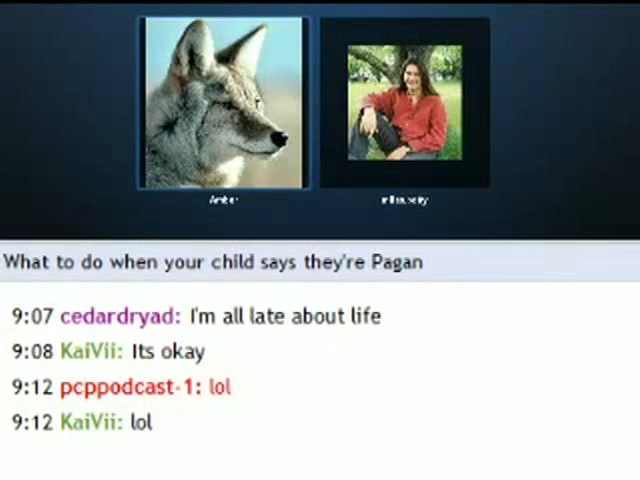 Amber
What to do when your child says they're Pagan
9:07 cedardryad: I'm all late about life
9:08 KaiVii: Its okay
9:12 pcppodcast-1: lol
9:12 KaiVii: lol